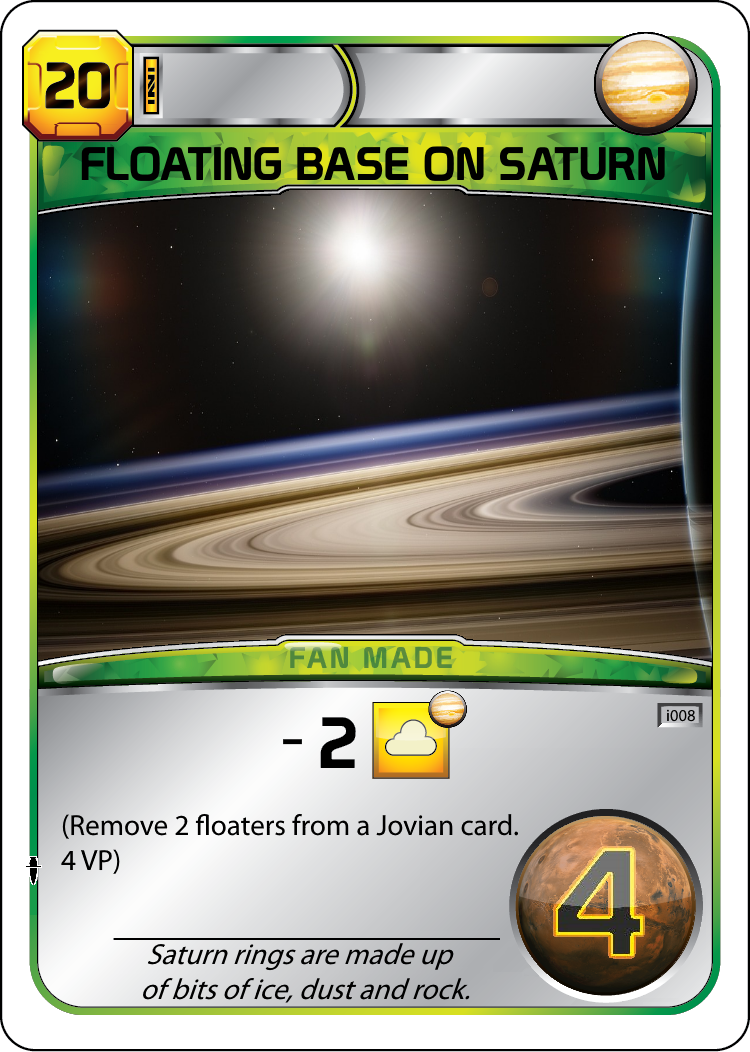 20
FLOATING BASE ON SATURN
FAN MADE
- 2
i008
(Remove 2 floaters from a Jovian card.
4 VP)
4
Saturn rings are made up
of bits of ice, dust and rock.